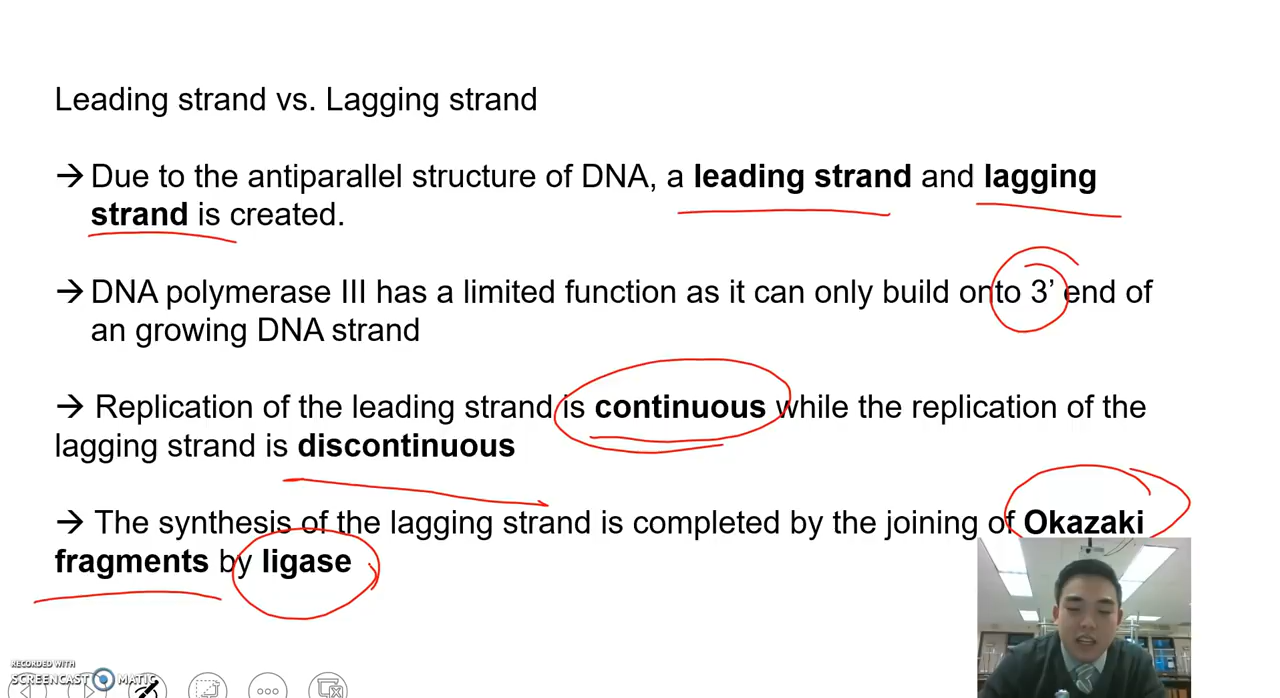 Leading strand vs. Lagging strand
→ Due to the antiparallel structure of DNA, a leading strand and lagging
strand is created.
→ DNA polymerase III has a limited function as it can only build onto 3’ end of
an growing DNA strand
→ Replication of the leading strand is continuous while the replication of the
lagging strand is discontinuous
→ The synthesis of the lagging strand is completed by the joining of Okazaki
fragments by ligase
RECORDED WITH
SCREENCAST MATIC